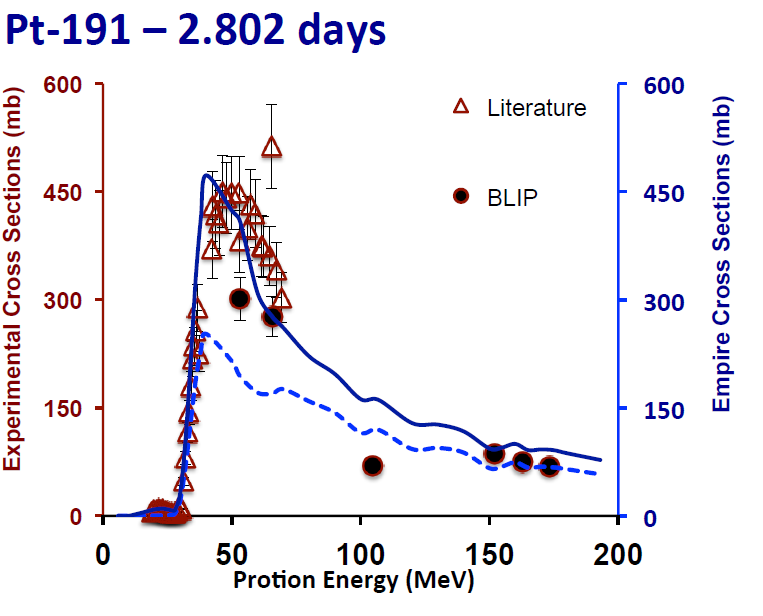 Pt-191 – 2.802 days
Experimental Cross Sections (mb)
600
450
300
150
0
Literature
BLIP
600
450
300
150
0
Empire Cross Sections (mb)
0
50
100
150
200
Protion Energy (MeV)